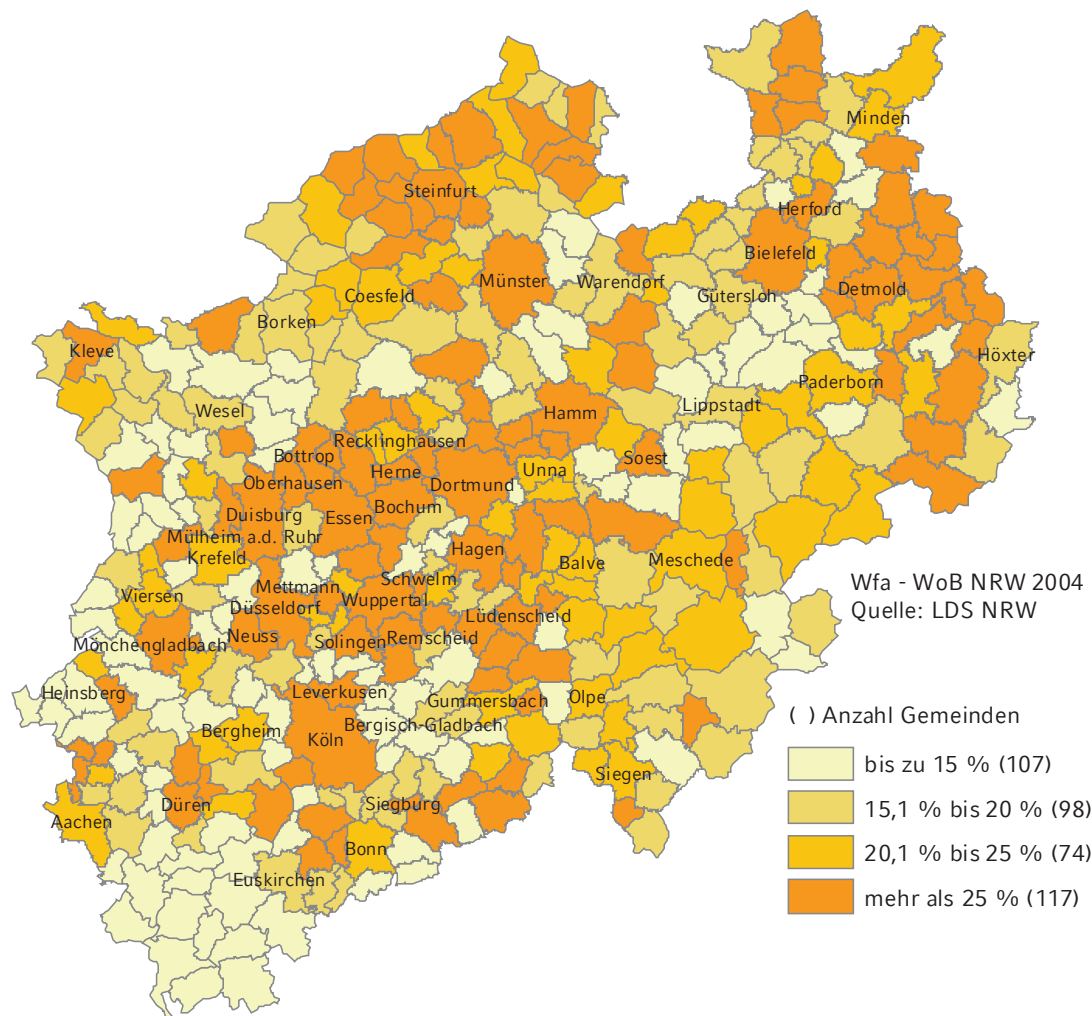 Minden
Steinfurt
Herford
Bielefeld
Münster
Warendorf
Detmold
Coesfeld
Gütersloh
Borken
Kleve
Höxter
Paderborn
Wesel
Lippstadt
Hamm
Recklinghausen
Bottrop
Herne
Unna
Soest
Oberhausen
Dortmund
Bochum
Duisburg
Essen
Mülheim a.d. Ruhr
Hagen
Krefeld
Balve
Meschede
Schwelm
Mettmann
Viersen
Wuppertal
Düsseldorf
Lüdenscheid
Neuss
Remscheid
Mönchengladbach
Solingen
Heinsberg
Leverkusen
Gummersbach
Olpe
Bergisch-Gladbach
Bergheim
Köln
Siegen
Düren
Siegburg
Aachen
Bonn
Euskirchen
Wfa - WoB NRW 2004
Quelle: LDS NRW
( ) Anzahl Gemeinden
bis zu 15 % (107)
15,1 % bis 20 % (98)
20,1 % bis 25 % (74)
mehr als 25 % (117)